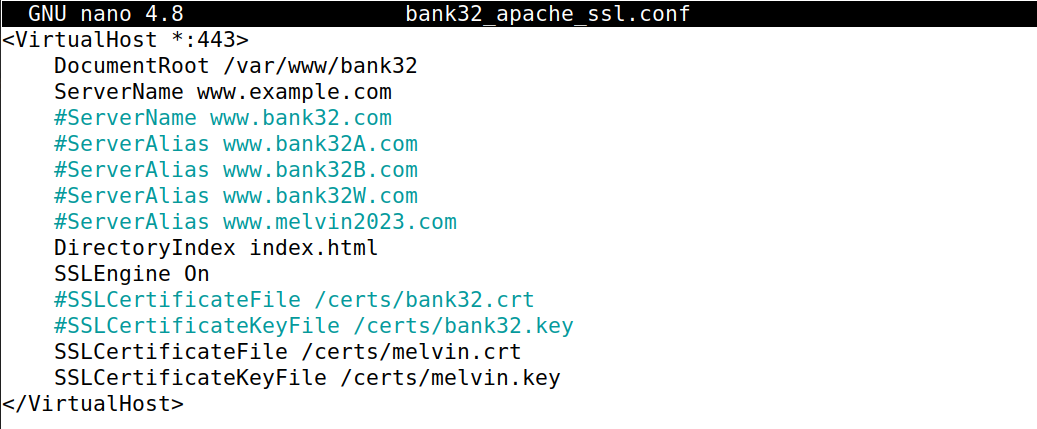 GNU nano 4.8 bank32_apache_ssl.conf
<VirtualHost *:443>
DocumentRoot /var/www/bank32
ServerName www.example.com
#ServerName www.bank32.com
#ServerAlias www.bank32A.com
#ServerAlias www.bank32B.com
#ServerAlias www.bank32W.com
#ServerAlias www.melvin2023.com
DirectoryIndex index.html
SSLEngine On
#SSLCertificateFile /certs/bank32.crt
#SSLCertificateKeyFile /certs/bank32.key
SSLCertificateFile /certs/melvin.crt
SSLCertificateKeyFile /certs/melvin.key
</VirtualHost>